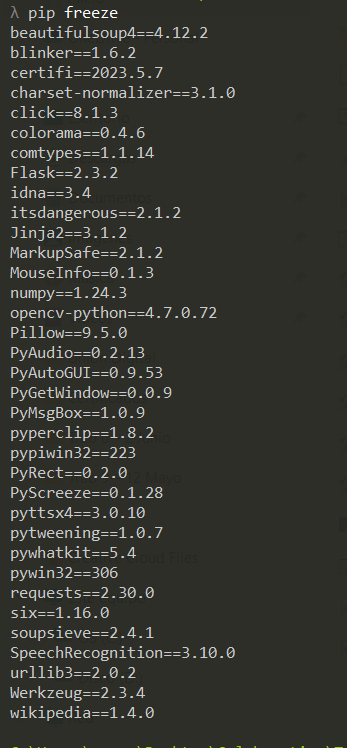 λ pip freeze
beautifulsoup4==4.12.2
blinker==1.6.2
certifi==2023.5.7
charset-normalizer==3.1.0
click==8.1.3
colorama==0.4.6
comtypes==1.1.14
Flask==2.3.2
idna==3.4
itsdangerous==2.1.2
Jinja2==3.1.2
MarkupSafe==2.1.2
MouseInfo==0.1.3
numpy==1.24.3
opencv-python==4.7.0.72
Pillow==9.5.0
PyAudio==0.2.13
PyAutoGUI==0.9.53
PyGetWindow==0.0.9
PyMsgBox==1.0.9
pyperclip==1.8.2
pypiwin32==223
PyRect==0.2.0
PyScreeze==0.1.28
pyttsx4==3.0.10
pytweening==1.0.7
pywhatkit==5.4
pywin32==306
requests==2.30.0
six==1.16.0
soupsieve==2.4.1
SpeechRecognition==3.10.0
urllib3==2.0.2
Werkzeug==2.3.4
wikipedia==1.4.0